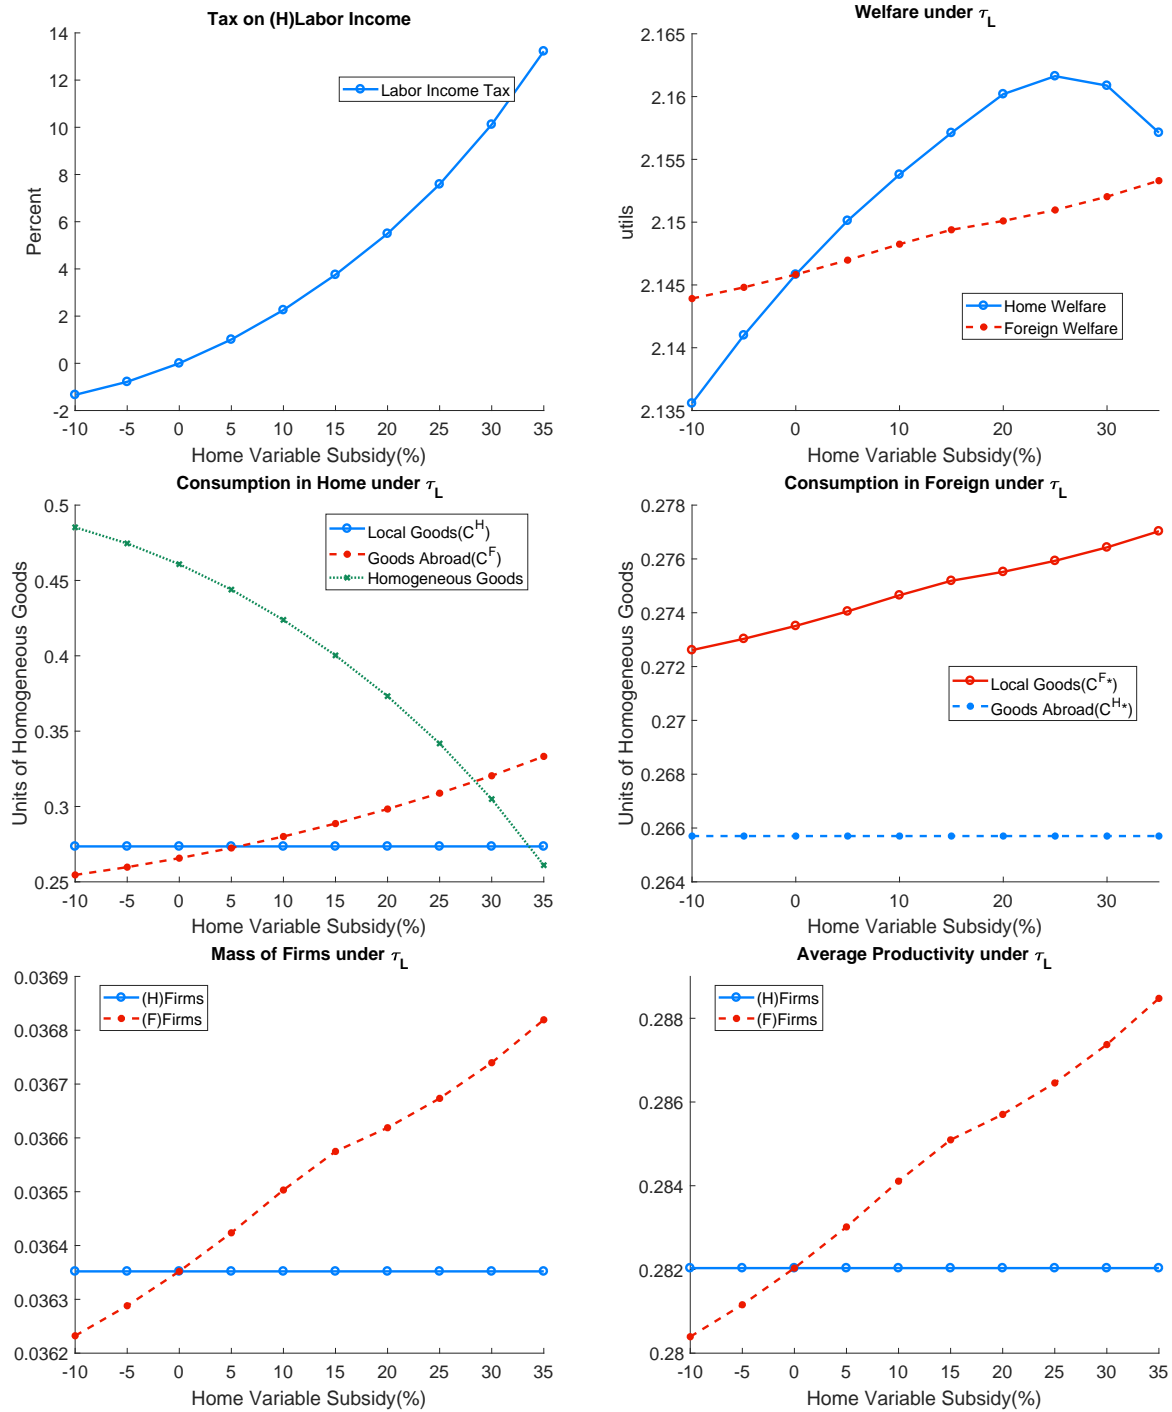 Tax on (H)Labor Income
14
12
10
8
6
4
2
0
-2
Percent
Labor Income Tax
-10 -5 0 5 10 15 20 25 30 35
Home Variable Subsidy(%)
Welfare under τL
2.165
2.16
2.155
2.15
2.145
2.14
2.135
utils
Home Welfare
Foreign Welfare
-10 0 10 20 30
Home Variable Subsidy(%)
Consumption in Home under τL
0.5
0.45
0.4
0.35
0.3
0.25
Units of Homogeneous Goods
Local Goods(C^H)
Goods Abroad(C^F)
Homogeneous Goods
-10 -5 0 5 10 15 20 25 30 35
Home Variable Subsidy(%)
Consumption in Foreign under τL
0.278
0.276
0.274
0.272
0.27
0.268
0.266
0.264
Units of Homogeneous Goods
Local Goods(C^F*)
Goods Abroad(C^H*)
-10 0 10 20 30
Home Variable Subsidy(%)
Mass of Firms under τL
0.0369
0.0368
0.0367
0.0366
0.0365
0.0364
0.0363
0.0362
(H)Firms
(F)Firms
-10 -5 0 5 10 15 20 25 30 35
Home Variable Subsidy(%)
Average Productivity under τL
0.288
0.286
0.284
0.282
0.28
(H)Firms
(F)Firms
-10 -5 0 5 10 15 20 25 30 35
Home Variable Subsidy(%)